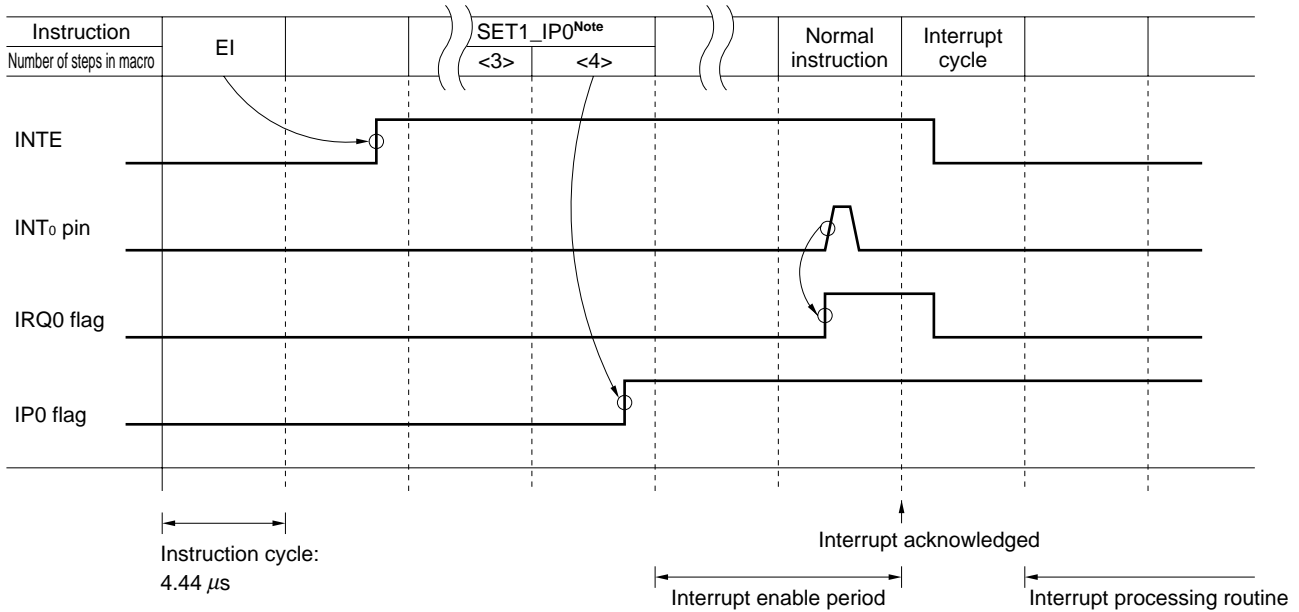 Instruction
Number of steps in macro
EI
SET1_IP0Note
<3>
<4>
Normal
instruction
Interrupt
cycle
INTE
INT0 pin
IRQ0 flag
IP0 flag
Instruction cycle:
4.44 µs
Interrupt acknowledged
Interrupt enable period
Interrupt processing routine